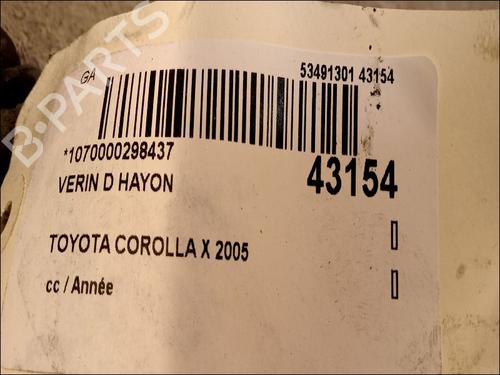 GA
53491301 43154
*1070000298437
43154
VERIN D HAYON
TOYOTA COROLLA X 2005
cc / Année
B-PARTS